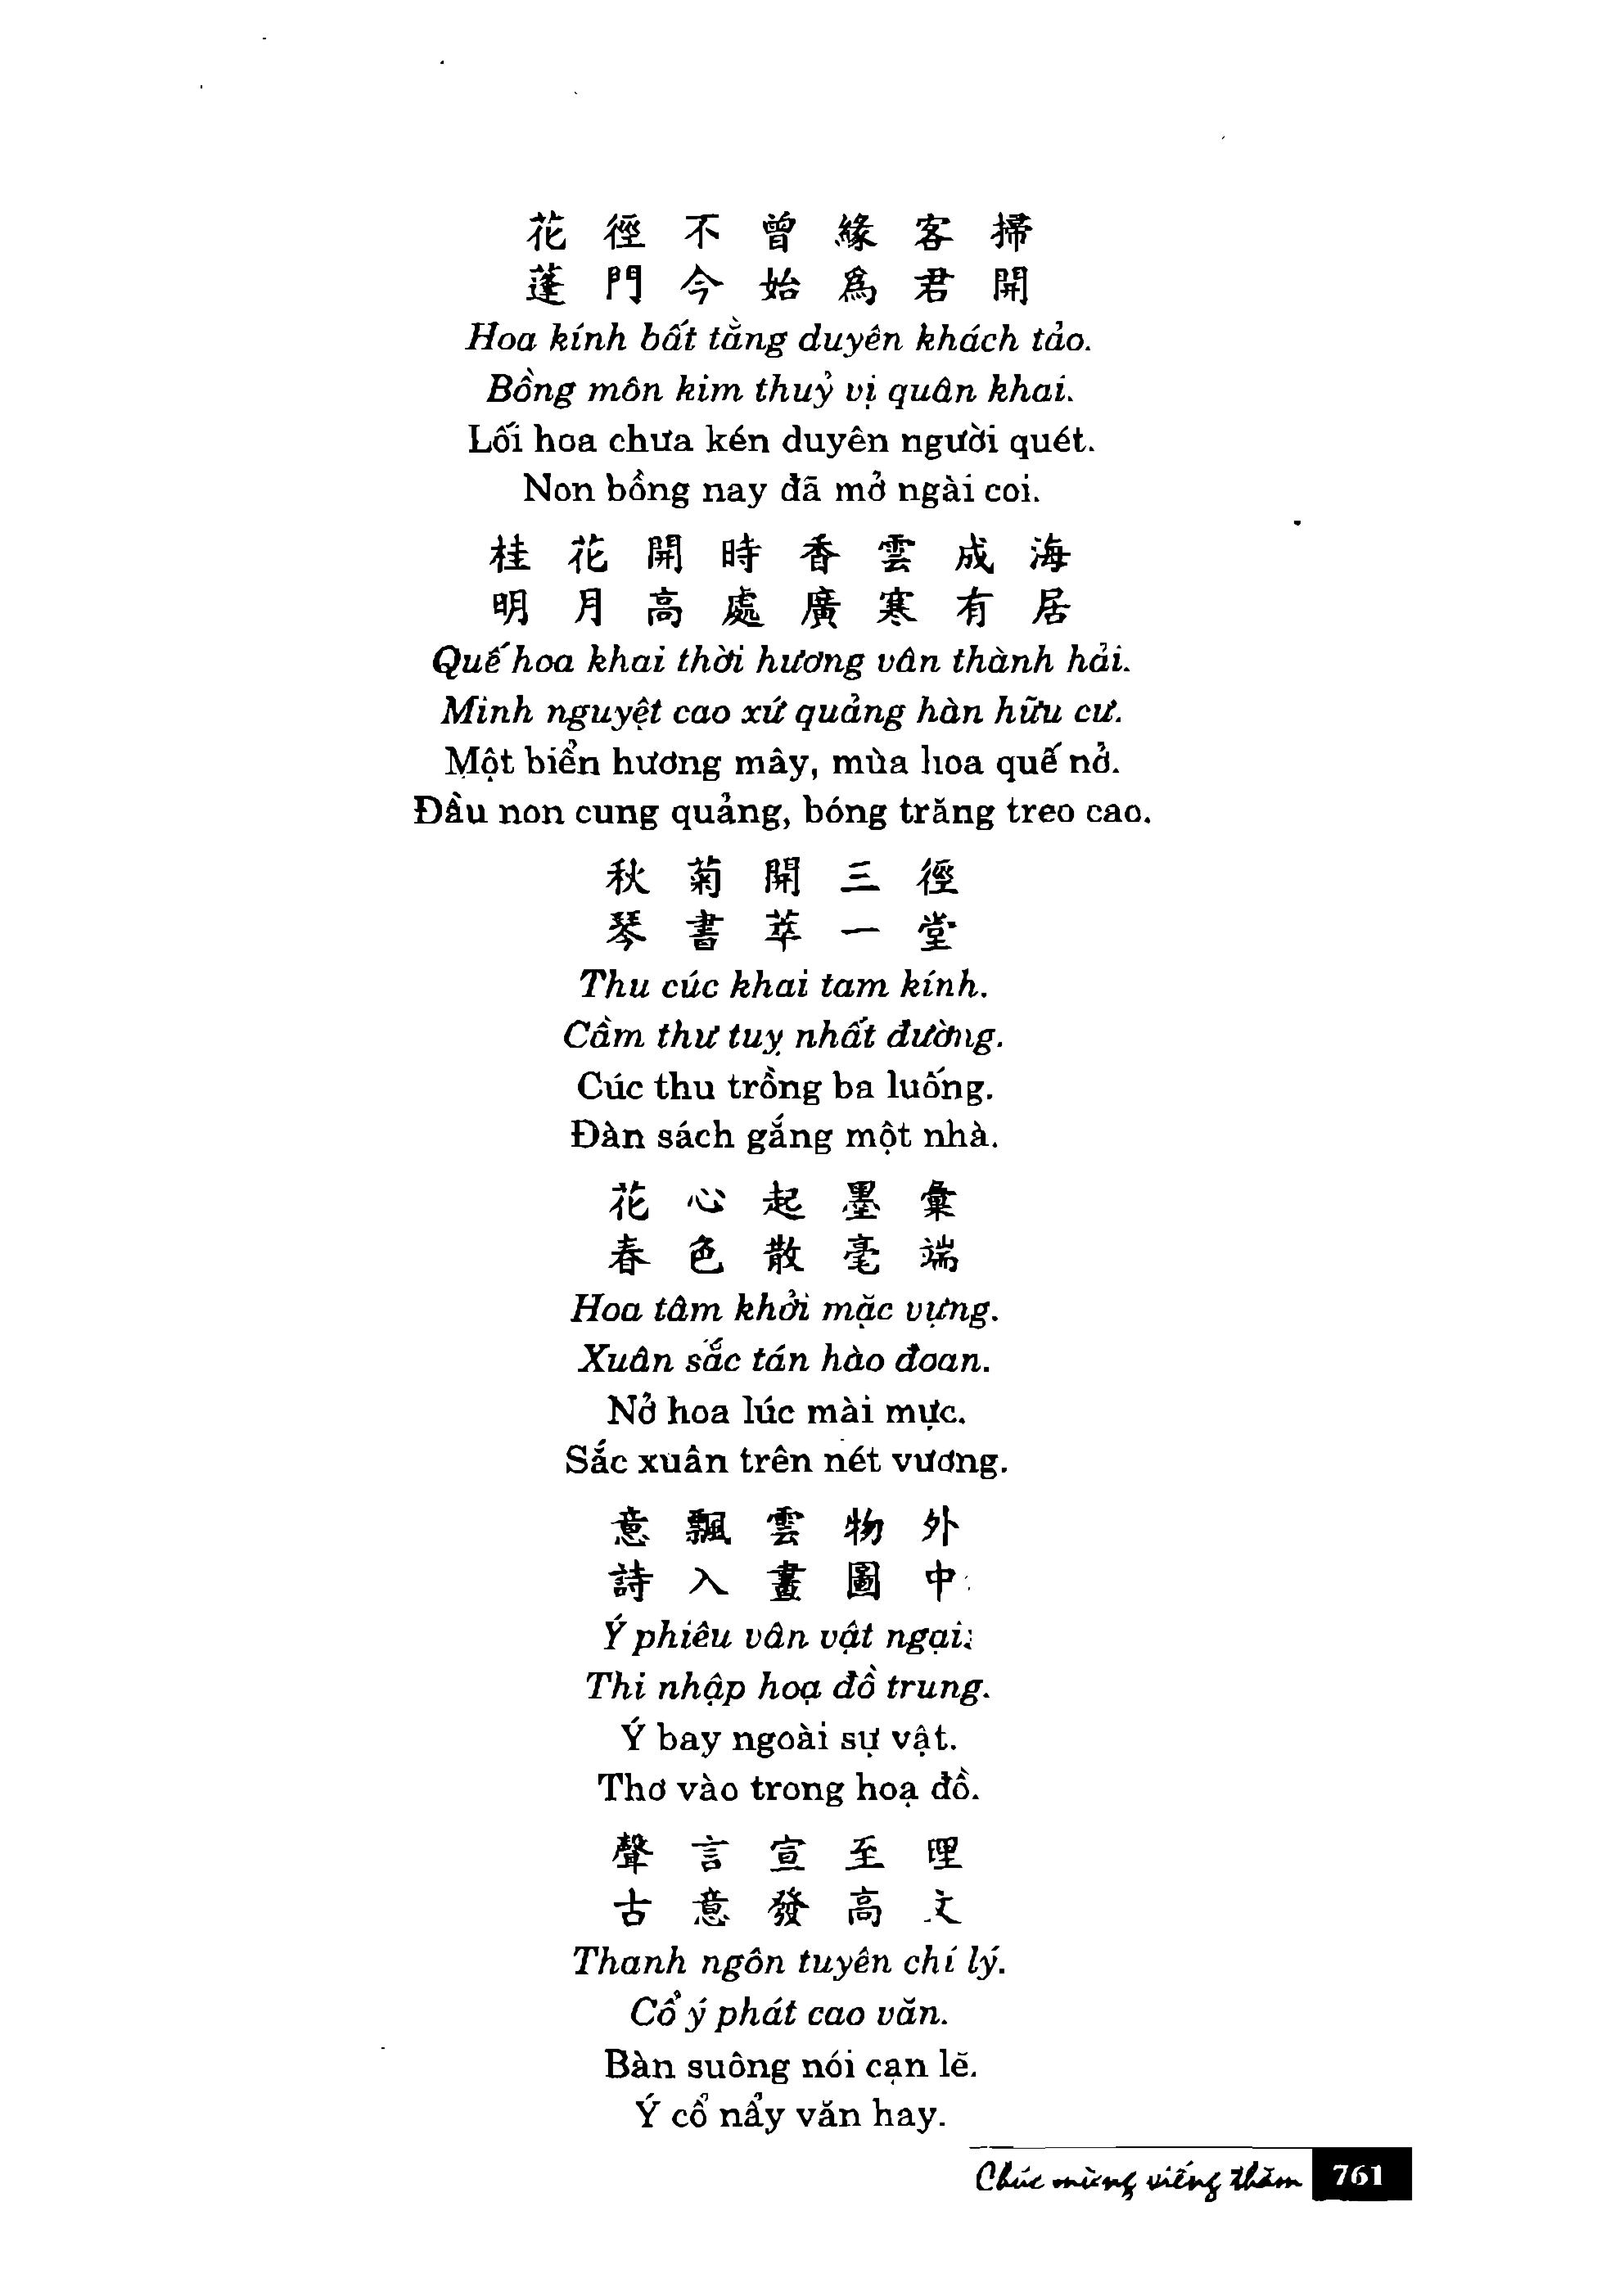 花 徑 不 曾 緣 客 掃
蓬 門 今 始 為 君 開
Hoa kính bất tằng duyên khách tảo.
Bồng môn kim thuỷ vị quân khai.
Lối hoa chưa kén duyên người quét.
Non bồng nay đã mở ngài coi.
桂 花 開 時 香 雲 成 海
明 月 高 處 廣 寒 有 居
Quế hoa khai thời hương vân thành hải.
Minh nguyệt cao xứ quảng hàn hữu cư.
Một biển hương mây, mùa hoa quế nở.
Đầu non cung quảng, bóng trăng treo cao.
秋 菊 開 三 徑
琴 書 萃 一 堂
Thu cúc khai tam kính.
Cầm thư tuỵ nhất đường.
Cúc thu trồng ba luống.
Đàn sách gắng một nhà.
花 心 起 墨 彙
春 色 散 毫 端
Hoa tâm khởi mặc vựng.
Xuân sắc tán hào đoan.
Nở hoa lúc mài mực.
Sắc xuân trên nét vương.
意 飄 雲 物 外
詩 入 畫 圖 中
Ý phiêu vân vật ngại.
Thi nhập hoạ đồ trung.
Ý bay ngoài sự vật.
Thơ vào trong hoạ đồ.
聲 言 宣 至 理
古 意 發 高 文
Thanh ngôn tuyên chí lý.
Cổ ý phát cao văn.
Bàn suông nói cạn lẽ.
Ý cổ nẩy văn hay.
Chúc mừng viếng thăm 761